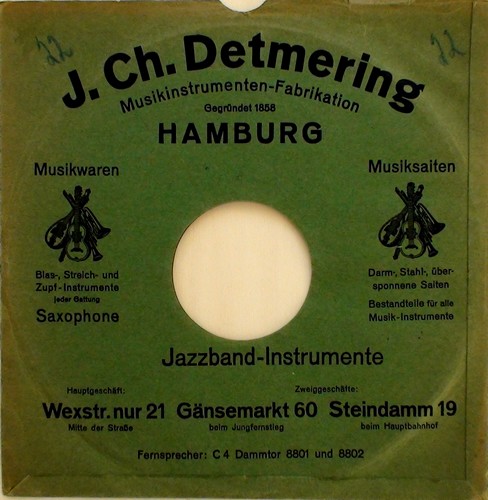 22
22
J. Ch. Detmering
Musikinstrumenten-Fabrikation
Gegründet 1858
HAMBURG
Musikwaren
Blas-, Streich- und
Zupf-Instrumente
jeder Gattung
Saxophone
Musiksaiten
Darm-, Stahl-, über-
sponnene Saiten
Bestandteile für alle
Musik-Instrumente
Jazzband-Instrumente
Hauptgeschäft:
Wexstr. nur 21
Mitte der Straße
Zweiggeschäfte:
Gänsemarkt 60
beim Jungfernstieg
Steindamm 19
beim Hauptbahnhof
Fernsprecher: C 4 Dammtor 8801 und 8802